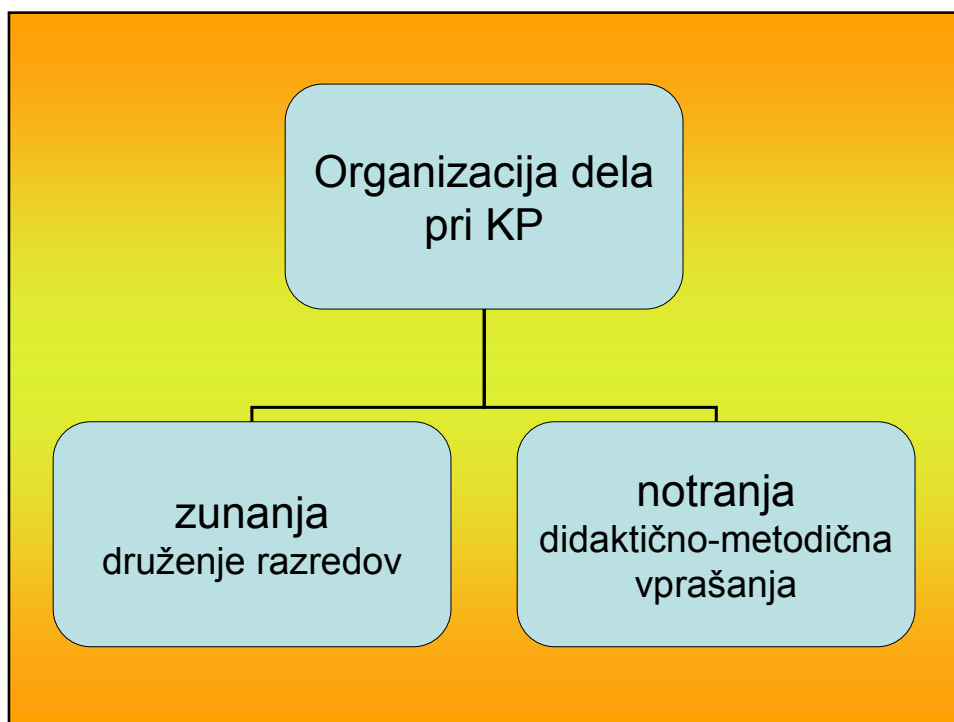 Organizacija dela
pri KP
zunanja
druženje razredov
notranja
didaktično-metodična
vprašanja